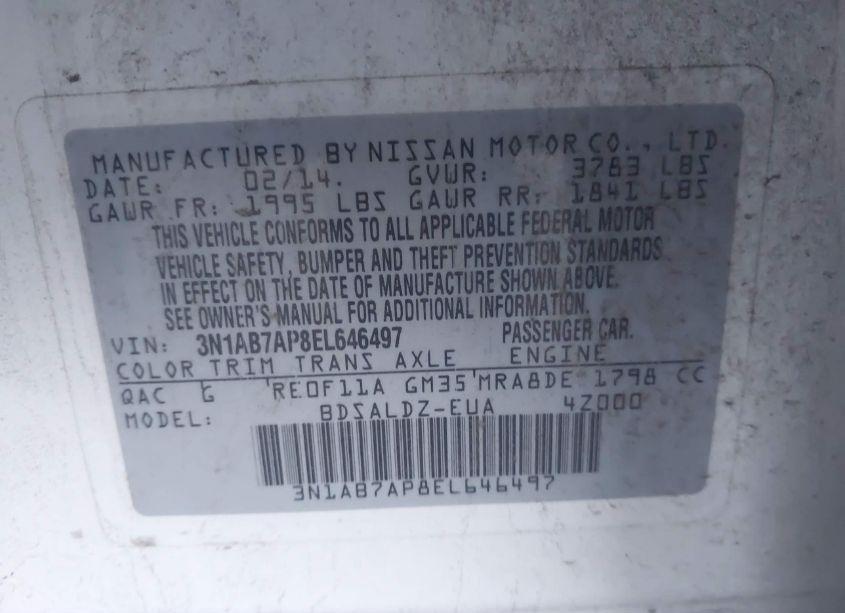 MANUFACTURED BY NISSAN MOTOR CO., LTD.
DATE: 02/14. GVWR: 3783 LBS
GAWR FR: 1995 LBS GAWR RR: 1841 LBS
THIS VEHICLE CONFORMS TO ALL APPLICABLE FEDERAL MOTOR
VEHICLE SAFETY, BUMPER AND THEFT PREVENTION STANDARDS
IN EFFECT ON THE DATE OF MANUFACTURE SHOWN ABOVE.
SEE OWNER'S MANUAL FOR ADDITIONAL INFORMATION.
VIN: 3N1AB7AP8EL646497 PASSENGER CAR.
COLOR TRIM TRANS AXLE ENGINE
QAC G RE0F11A GM35 MRA8DE 1798 CC
MODEL: BDSALDZ-EUA 4Z000
3N1AB7AP8EL646497